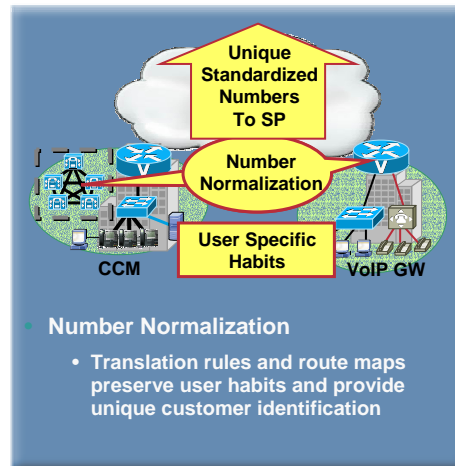 Unique
Standardized
Numbers
To SP
Number
Normalization
User Specific
Habits
CCM
VoIP GW
• Number Normalization
• Translation rules and route maps
preserve user habits and provide
unique customer identification